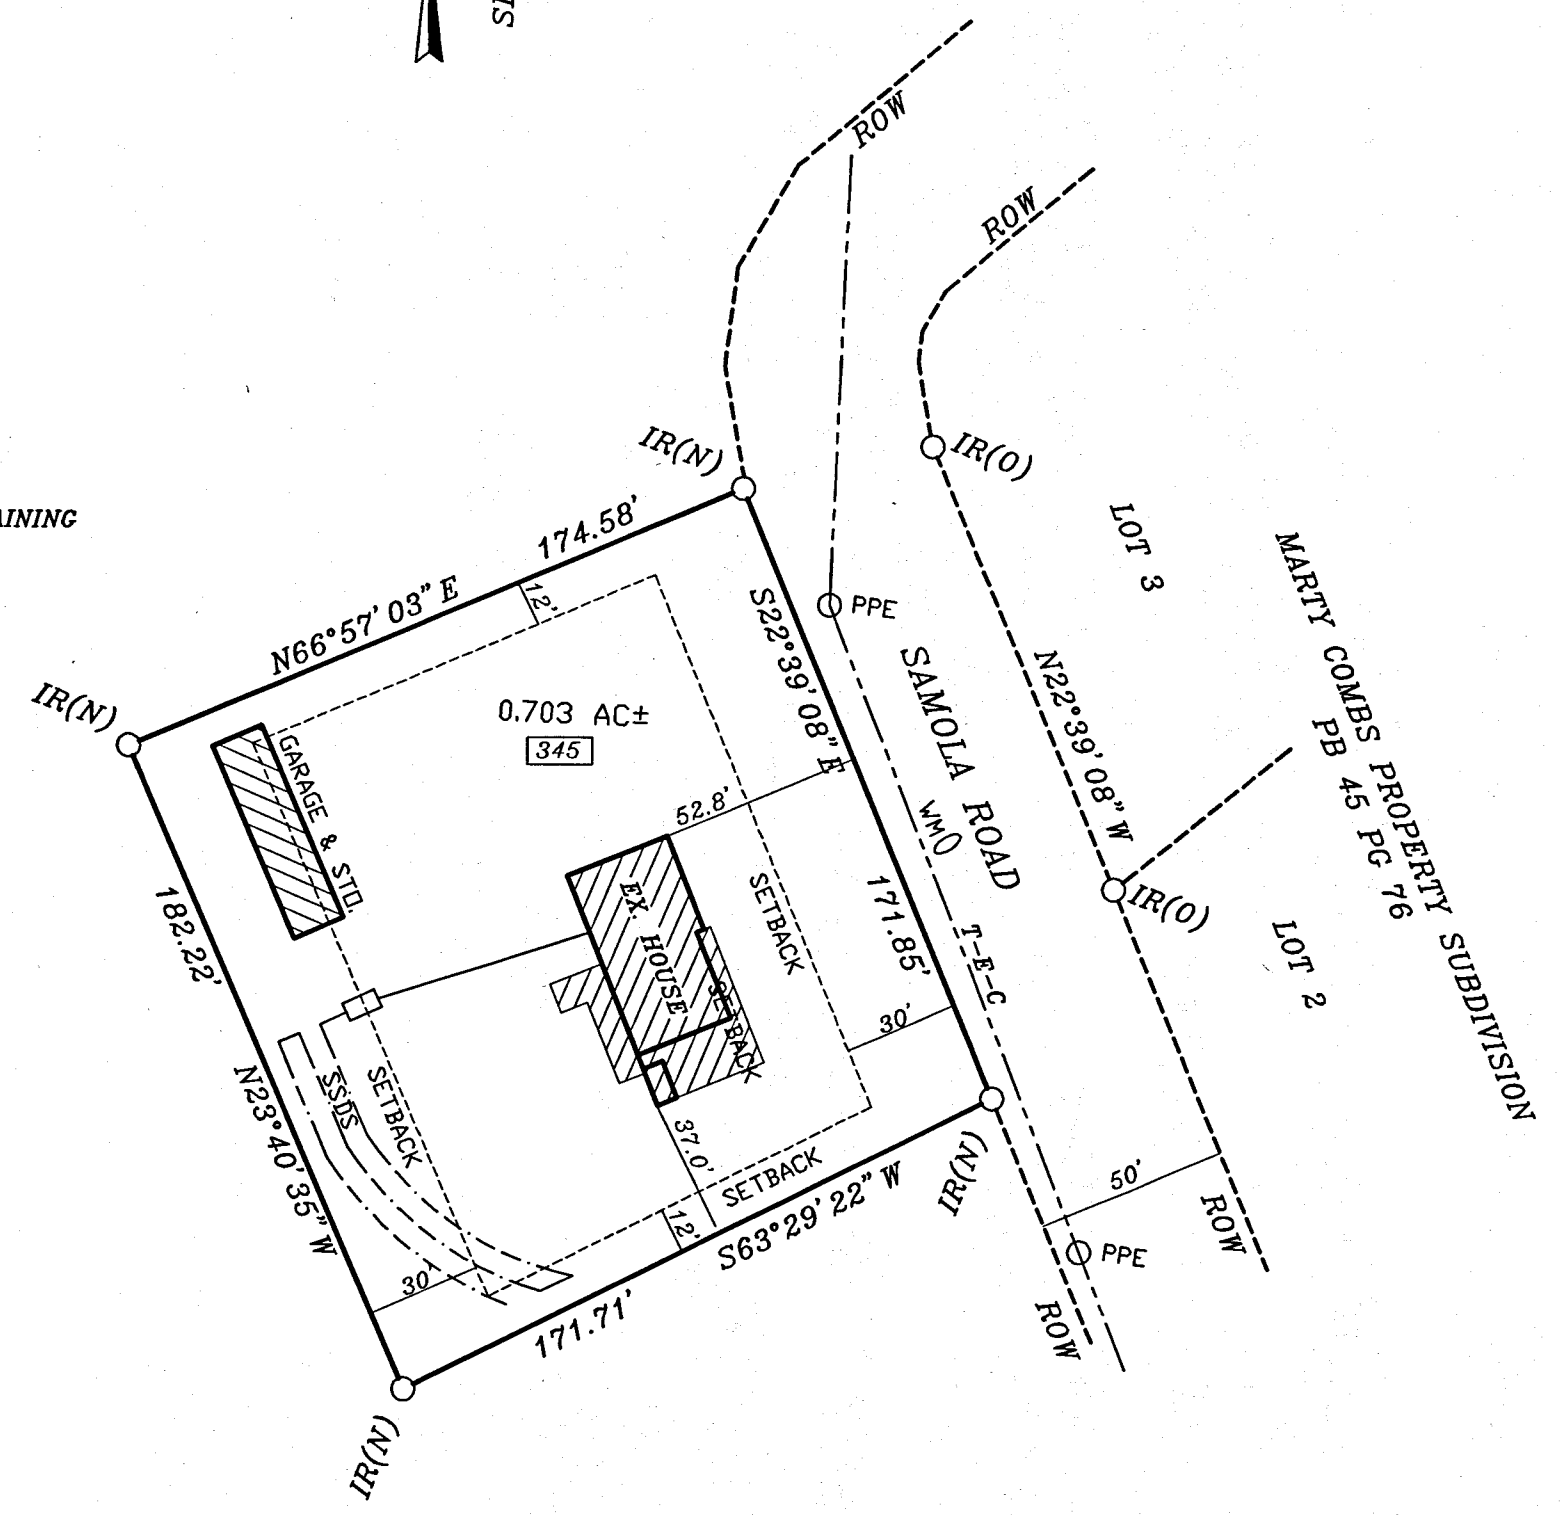 ROW
ROW
IR(N)
IR(O)
174.58'
N66°57'03"E
12'
IR(N)
PPE
S22°39'08"E
SAMOLA ROAD
N22°39'08"W
LOT 3
MARTY COMBS PROPERTY SUBDIVISION
PB 45 PG 76
0.703 AC±
345
GARAGE & STO.
52.8'
WM
EX. HOUSE
SETBACK
SETBACK
171.85'
T-E-C
IR(O)
LOT 2
182.22'
30'
SSDS
SETBACK
N23°40'35"W
37.0'
SETBACK
12'
S63°29'22"W
IR(N)
50'
ROW
PPE
ROW
30'
171.71'
IR(N)